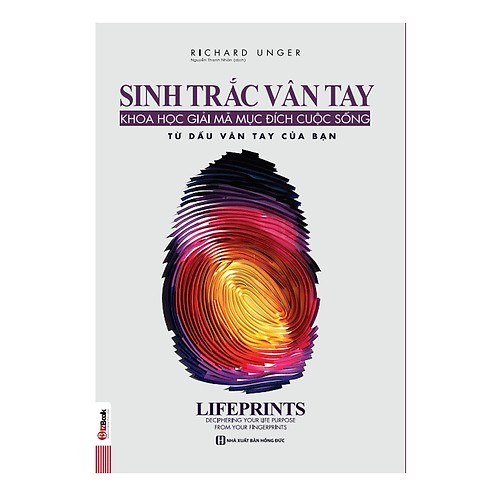 RICHARD UNGER
Nguyễn Thanh Nhàn (dịch)
SINH TRẮC VÂN TAY
KHOA HỌC GIẢI MÃ MỤC ĐÍCH CUỘC SỐNG
TỪ DẤU VÂN TAY CỦA BẠN
LIFEPRINTS
DECIPHERING YOUR LIFE PURPOSE
FROM YOUR FINGERPRINTS
NHÀ XUẤT BẢN HỒNG ĐỨC